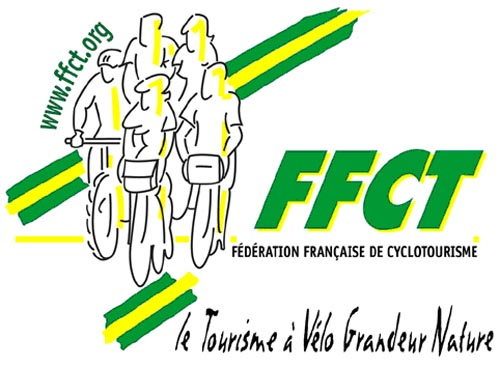 www.ffct.org
FFCT
FÉDÉRATION FRANÇAISE DE CYCLOTOURISME
le Tourisme à Vélo Grandeur Nature